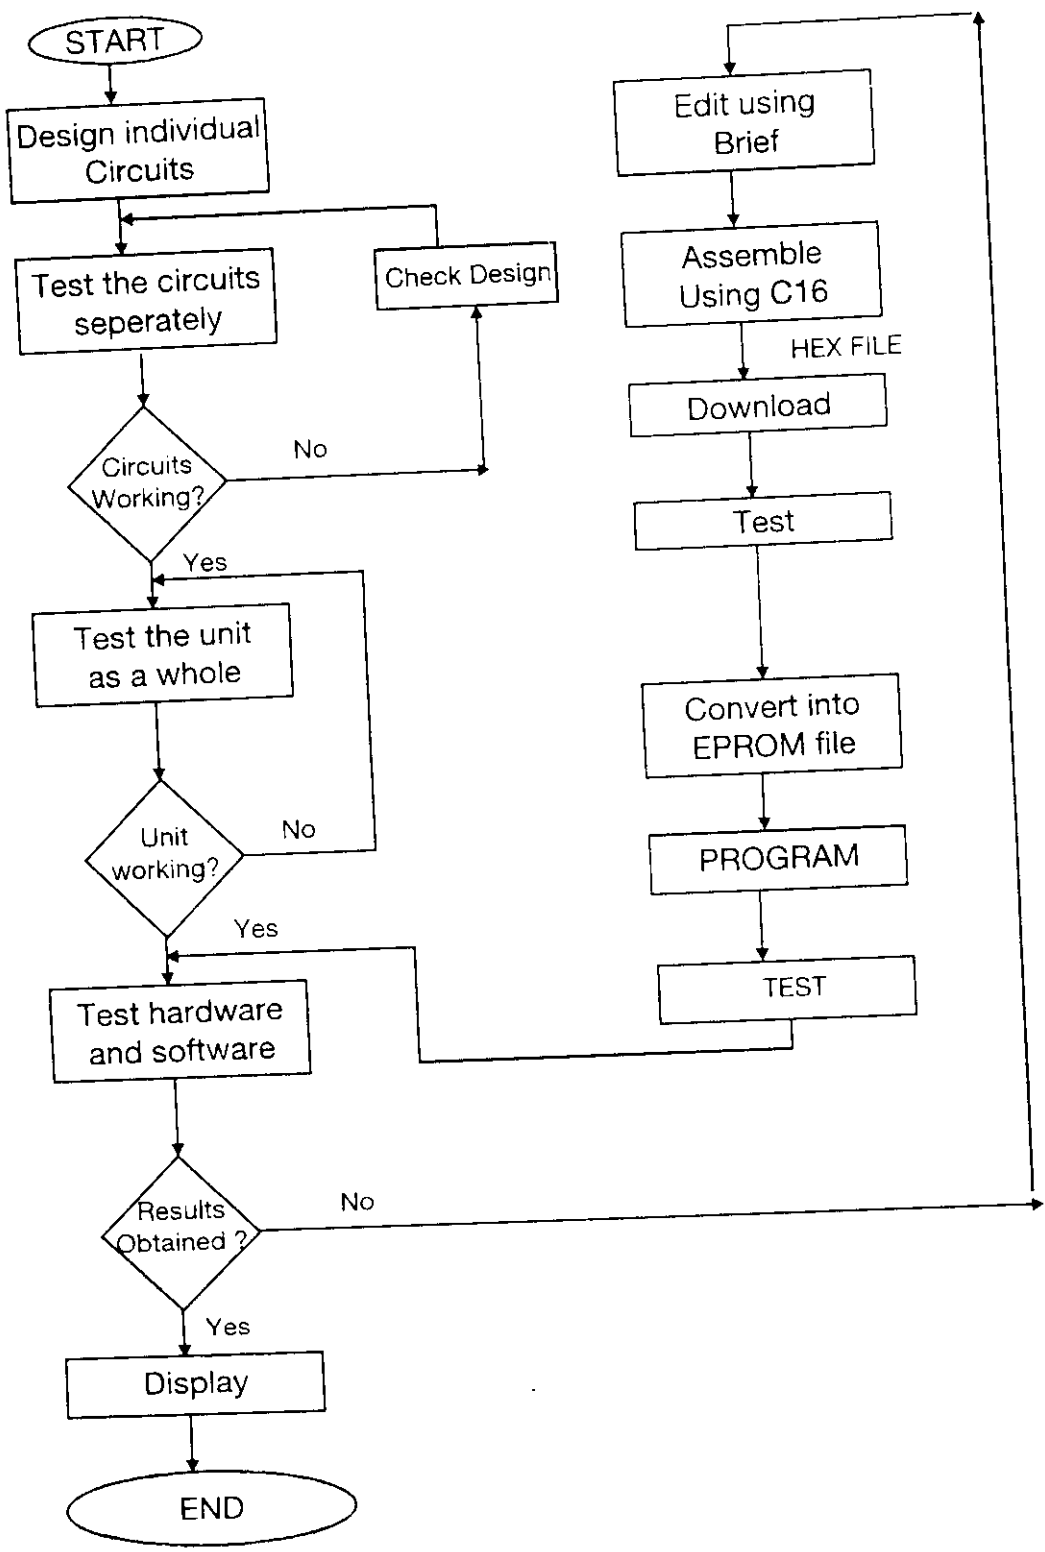 START
Design individual
Circuits
Test the circuits
seperately
Check Design
Circuits
Working?
No
Yes
Test the unit
as a whole
Unit
working?
No
Yes
Test hardware
and software
Results
Obtained ?
No
Yes
Display
END
Edit using
Brief
Assemble
Using C16
HEX FILE
Download
Test
Convert into
EPROM file
PROGRAM
TEST